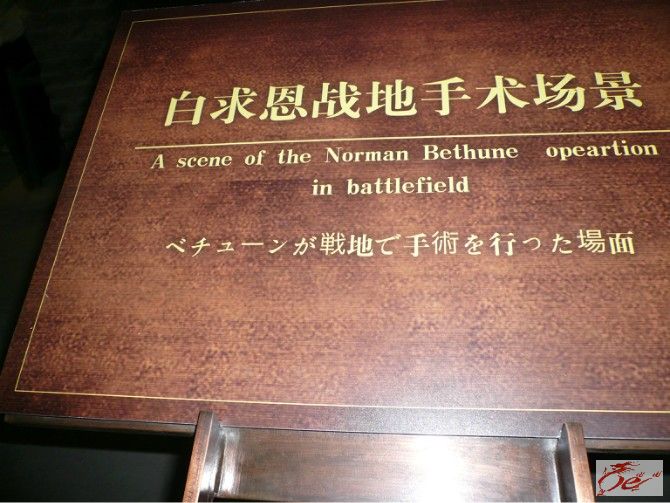 白求恩战地手术场景
A scene of the Norman Bethune opeartion
in battlefield
ベチューンが戦地で手術を行った場面